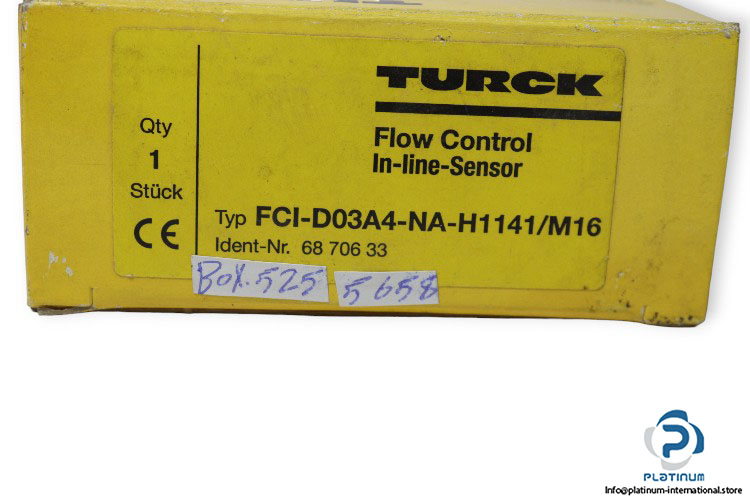 TURCK
Flow Control
In-line-Sensor
Qty
1
Stück
CE
Typ FCI-D03A4-NA-H1141/M16
Ident-Nr. 68 706 33
Box.525
5658
PLATINUM
Info@platinum-international.store